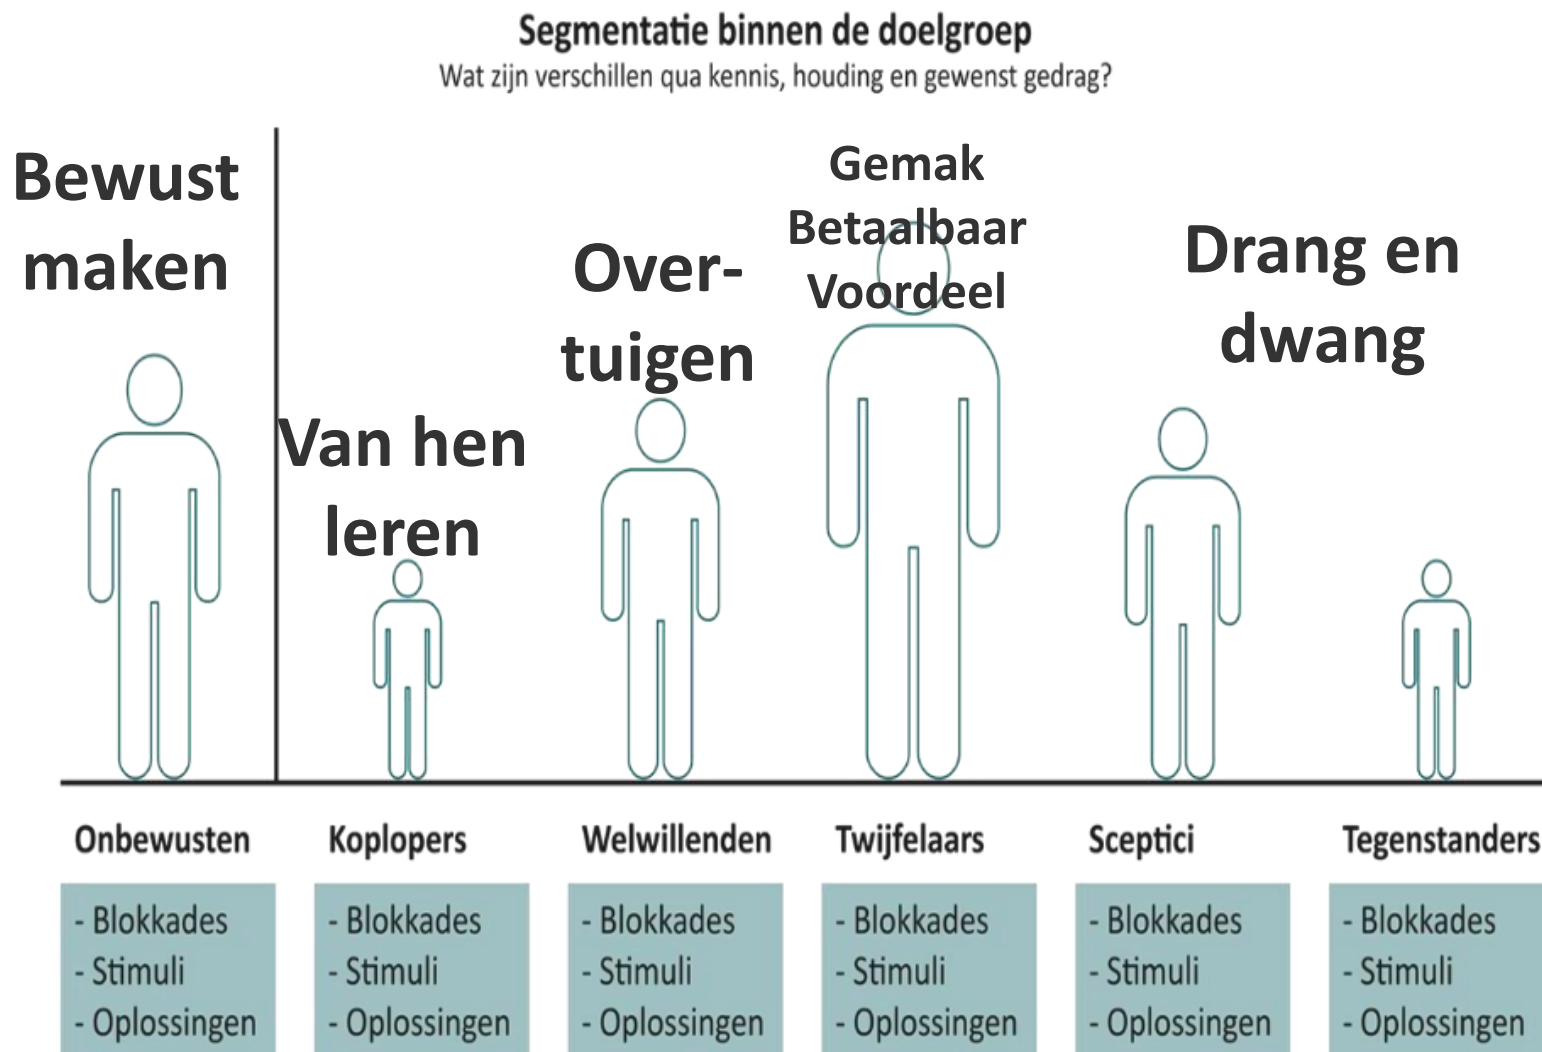 Segmentatie binnen de doelgroep
Wat zijn verschillen qua kennis, houding en gewenst gedrag?
Bewust
maken
Van hen
leren
Over-
tuigen
Gemak
Betaalbaar
Voordeel
Drang en
dwang
Onbewusten
- Blokkades
- Stimuli
- Oplossingen
Koplopers
- Blokkades
- Stimuli
- Oplossingen
Welwillenden
- Blokkades
- Stimuli
- Oplossingen
Twijfelaars
- Blokkades
- Stimuli
- Oplossingen
Sceptici
- Blokkades
- Stimuli
- Oplossingen
Tegenstanders
- Blokkades
- Stimuli
- Oplossingen